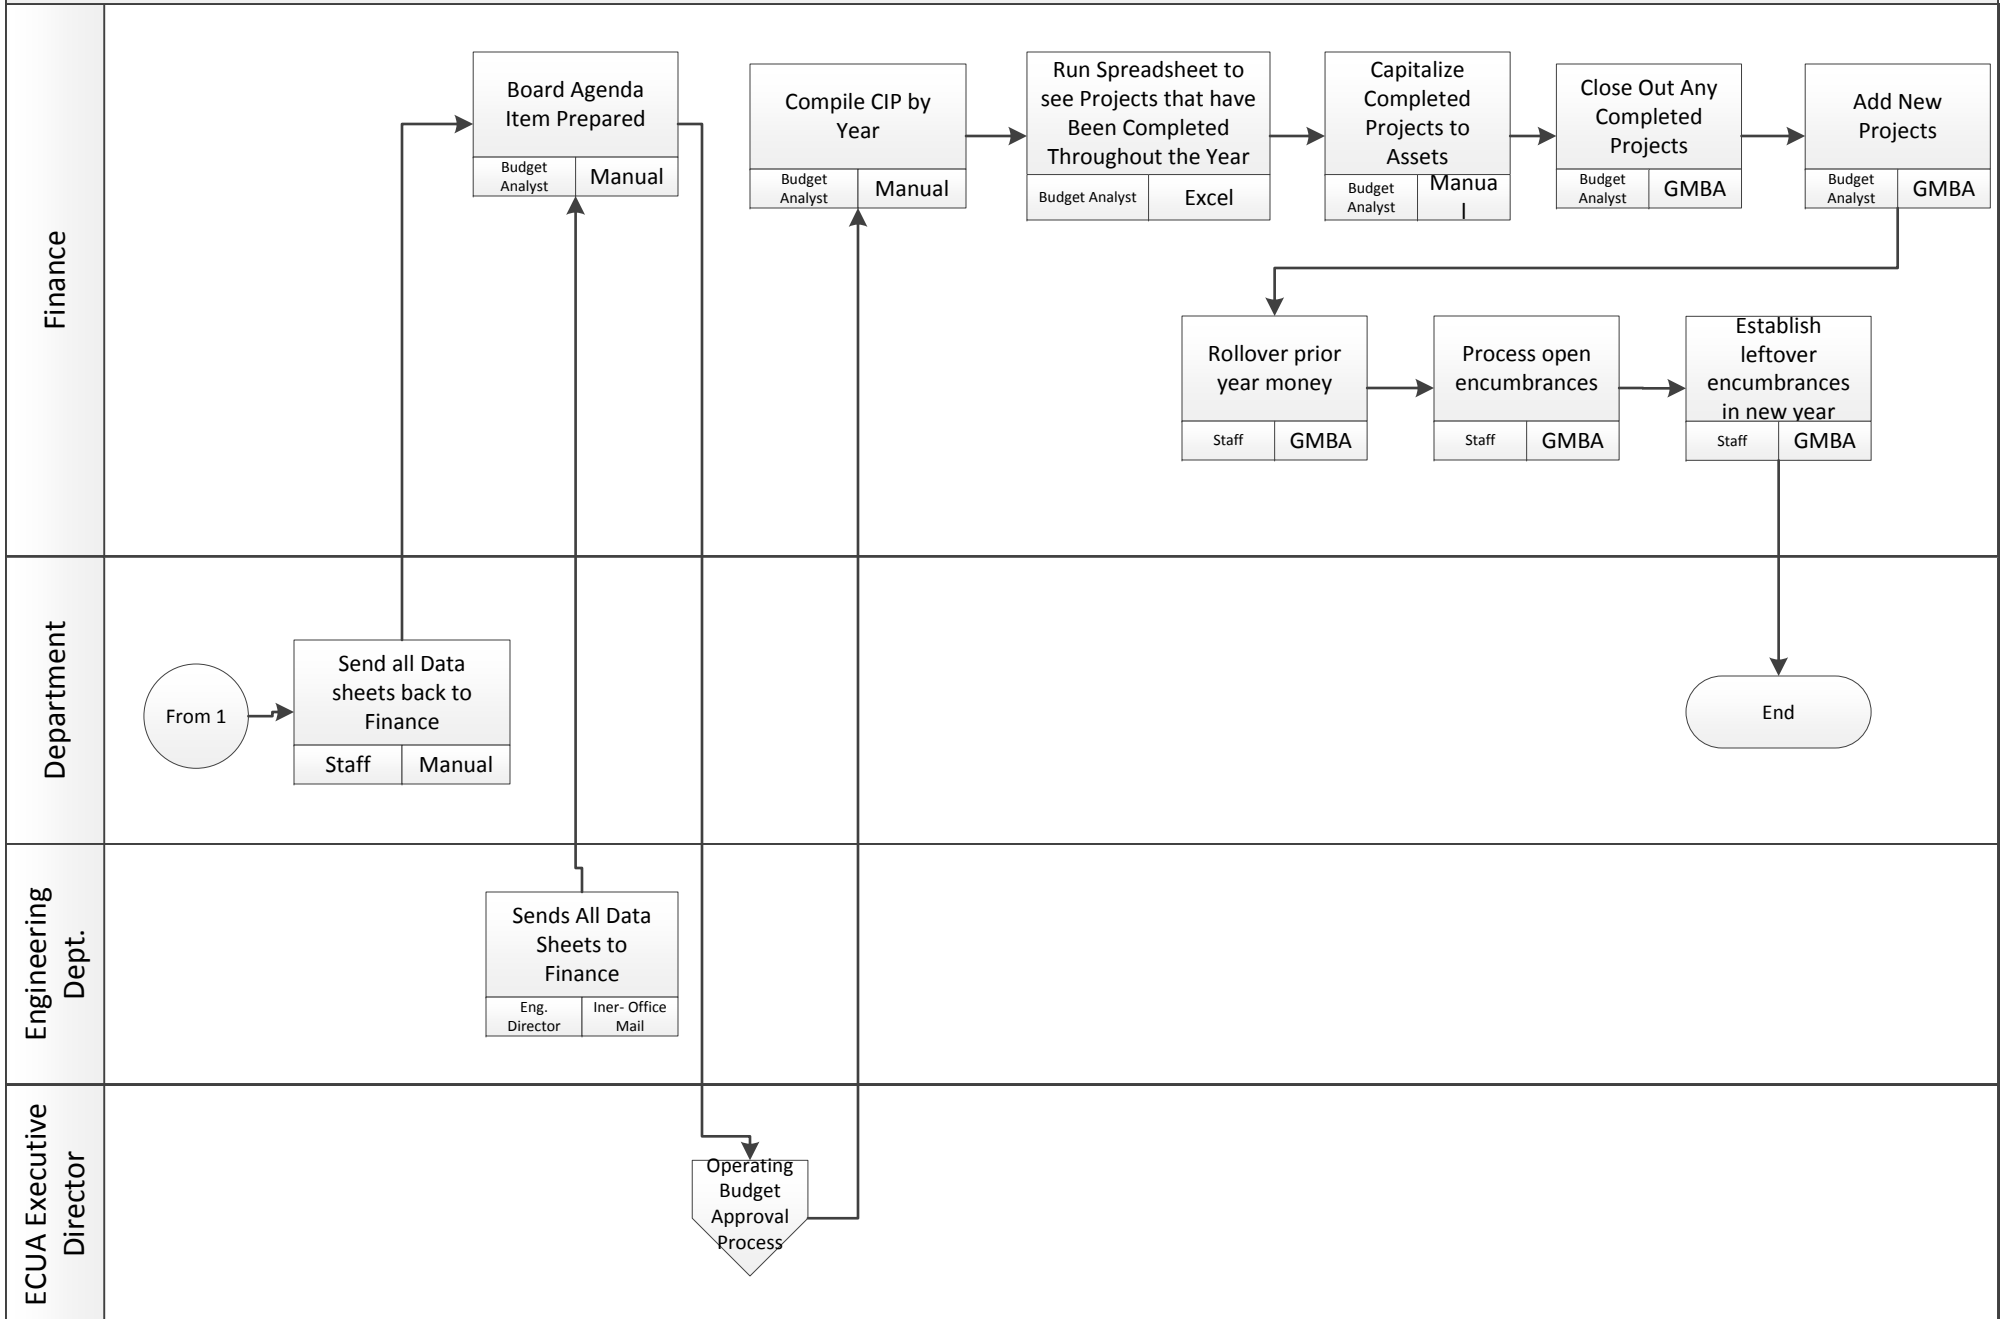 Finance
Board Agenda
Item Prepared
Budget
Analyst
Manual
Compile CIP by
Year
Budget
Analyst
Manual
Run Spreadsheet to
see Projects that have
Been Completed
Throughout the Year
Budget Analyst
Excel
Capitalize
Completed
Projects to
Assets
Budget
Analyst
Manua
l
Close Out Any
Completed
Projects
Budget
Analyst
GMBA
Add New
Projects
Budget
Analyst
GMBA
Rollover prior
year money
Staff
GMBA
Process open
encumbrances
Staff
GMBA
Establish
leftover
encumbrances
in new year
Staff
GMBA
Department
From 1
Send all Data
sheets back to
Finance
Staff
Manual
End
Engineering
Dept.
Sends All Data
Sheets to
Finance
Eng.
Director
Iner- Office
Mail
ECUA Executive
Director
Operating
Budget
Approval
Process